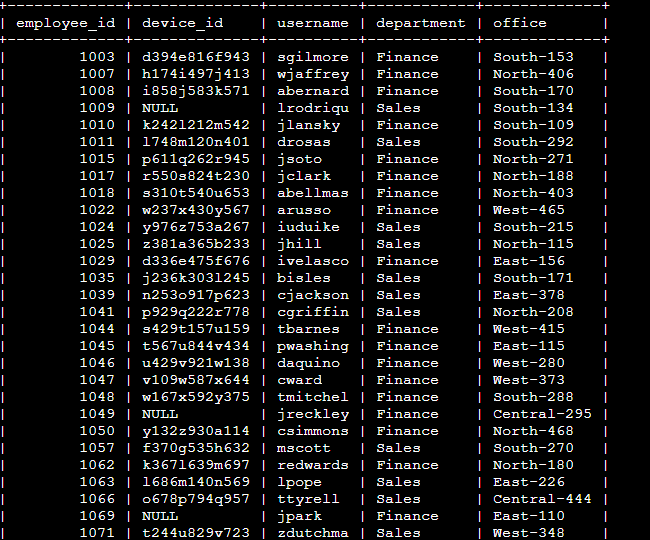 +-------------+--------------+----------+------------+-------------+
| employee_id | device_id    | username | department | office      |
+-------------+--------------+----------+------------+-------------+
|        1003 | d394e816f943 | sgilmore | Finance    | South-153   |
|        1007 | h174i497j413 | wjaffrey | Finance    | North-406   |
|        1008 | i858j583k571 | abernard | Finance    | South-170   |
|        1009 | NULL         | lrodriqu | Sales      | South-134   |
|        1010 | k242l212m542 | jlansky  | Finance    | South-109   |
|        1011 | l748m120n401 | drosas   | Sales      | South-292   |
|        1015 | p611q262r945 | jsoto    | Finance    | North-271   |
|        1017 | r550s824t230 | jclark   | Finance    | North-188   |
|        1018 | s310t540u653 | abellmas | Finance    | North-403   |
|        1022 | w237x430y567 | arusso   | Finance    | West-465    |
|        1024 | y976z753a267 | iuduike  | Sales      | South-215   |
|        1025 | z381a365b233 | jhill    | Sales      | North-115   |
|        1029 | d336e475f676 | ivelasco | Finance    | East-156    |
|        1035 | j236k303l245 | bisles   | Sales      | South-171   |
|        1039 | n253o917p623 | cjackson | Sales      | East-378    |
|        1041 | p929q222r778 | cgriffin | Sales      | North-208   |
|        1044 | s429t157u159 | tbarnes  | Finance    | West-415    |
|        1045 | t567u844v434 | pwashing | Finance    | East-115    |
|        1046 | u429v921w138 | daquino  | Finance    | West-280    |
|        1047 | v109w587x644 | cward    | Finance    | West-373    |
|        1048 | w167x592y375 | tmitchel | Finance    | South-288   |
|        1049 | NULL         | jreckley | Finance    | Central-295 |
|        1050 | y132z930a114 | csimmons | Finance    | North-468   |
|        1057 | f370g535h632 | mscott   | Sales      | South-270   |
|        1062 | k367l639m697 | redwards | Finance    | North-180   |
|        1063 | l686m140n569 | lpope    | Sales      | East-226    |
|        1066 | o678p794q957 | ttyrell  | Sales      | Central-444 |
|        1069 | NULL         | jpark    | Finance    | East-110    |
|        1071 | t244u829v723 | zdutchma | Sales      | West-348    |